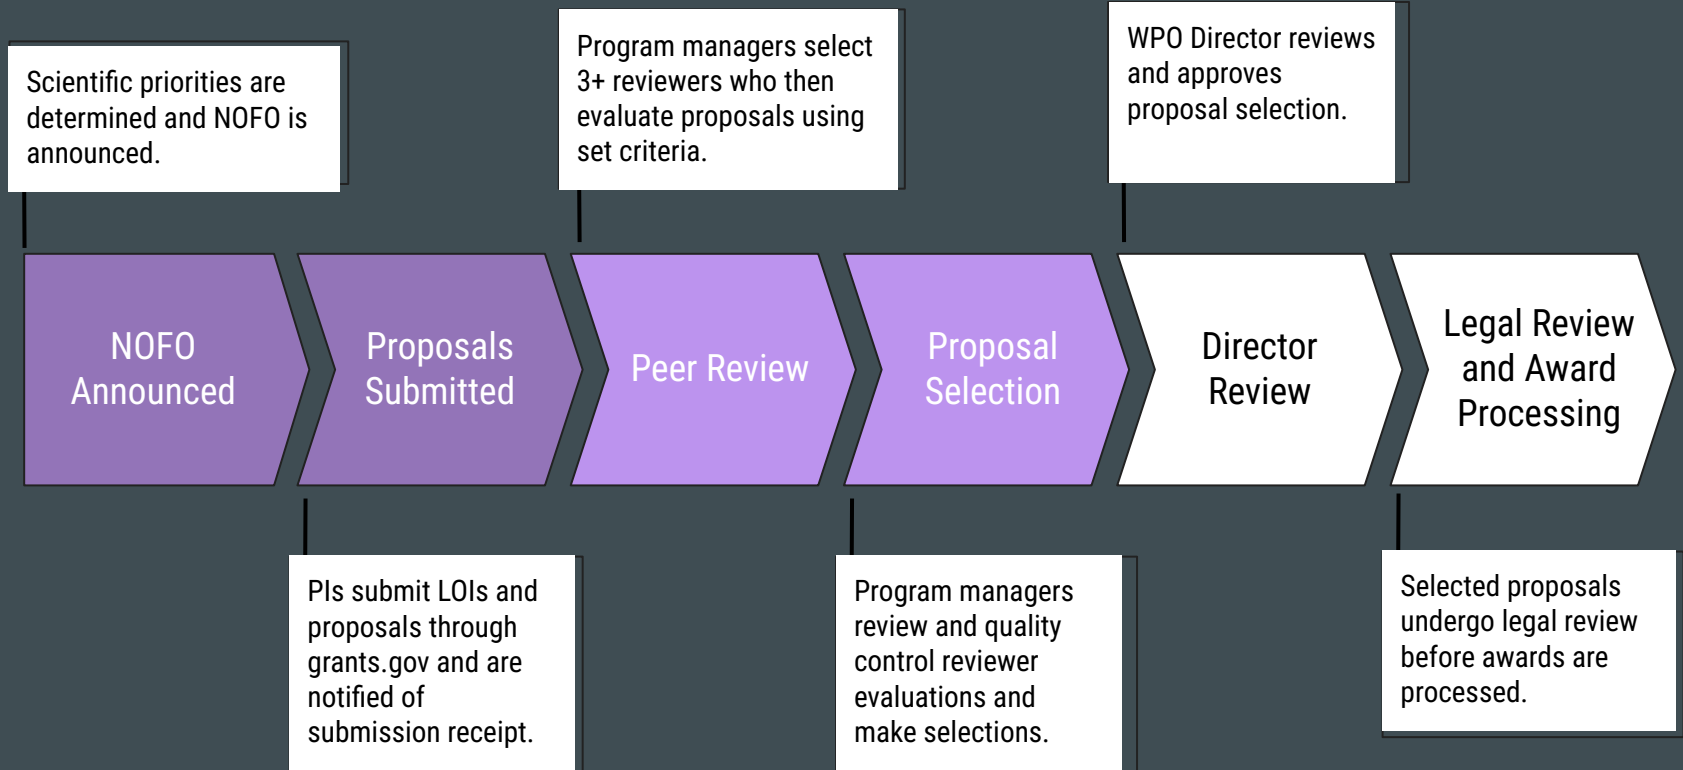 Scientific priorities are
determined and NOFO is
announced.
Program managers select
3+ reviewers who then
evaluate proposals using
set criteria.
WPO Director reviews
and approves
proposal selection.
NOFO
Announced
Proposals
Submitted
Peer Review
Proposal
Selection
Director
Review
Legal Review
and Award
Processing
PIs submit LOIs and
proposals through
grants.gov and are
notified of
submission receipt.
Program managers
review and quality
control reviewer
evaluations and
make selections.
Selected proposals
undergo legal review
before awards are
processed.